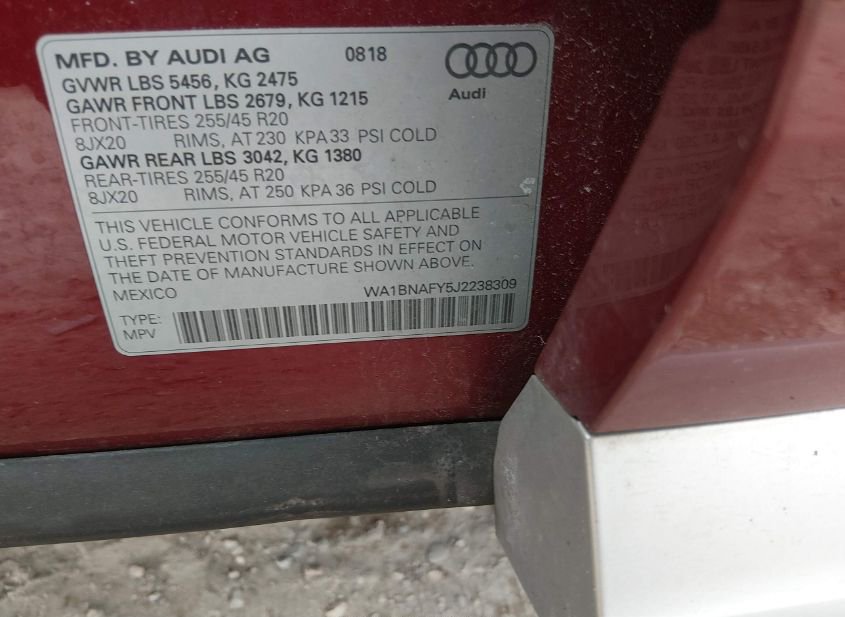 MFD. BY AUDI AG 0818
GVWR LBS 5456, KG 2475
GAWR FRONT LBS 2679, KG 1215
Audi
FRONT-TIRES 255/45 R20
8JX20 RIMS, AT 230 KPA 33 PSI COLD
GAWR REAR LBS 3042, KG 1380
REAR-TIRES 255/45 R20
8JX20 RIMS, AT 250 KPA 36 PSI COLD
THIS VEHICLE CONFORMS TO ALL APPLICABLE
U.S. FEDERAL MOTOR VEHICLE SAFETY AND
THEFT PREVENTION STANDARDS IN EFFECT ON
THE DATE OF MANUFACTURE SHOWN ABOVE.
MEXICO WA1BNAFY5J2238309
TYPE:
MPV